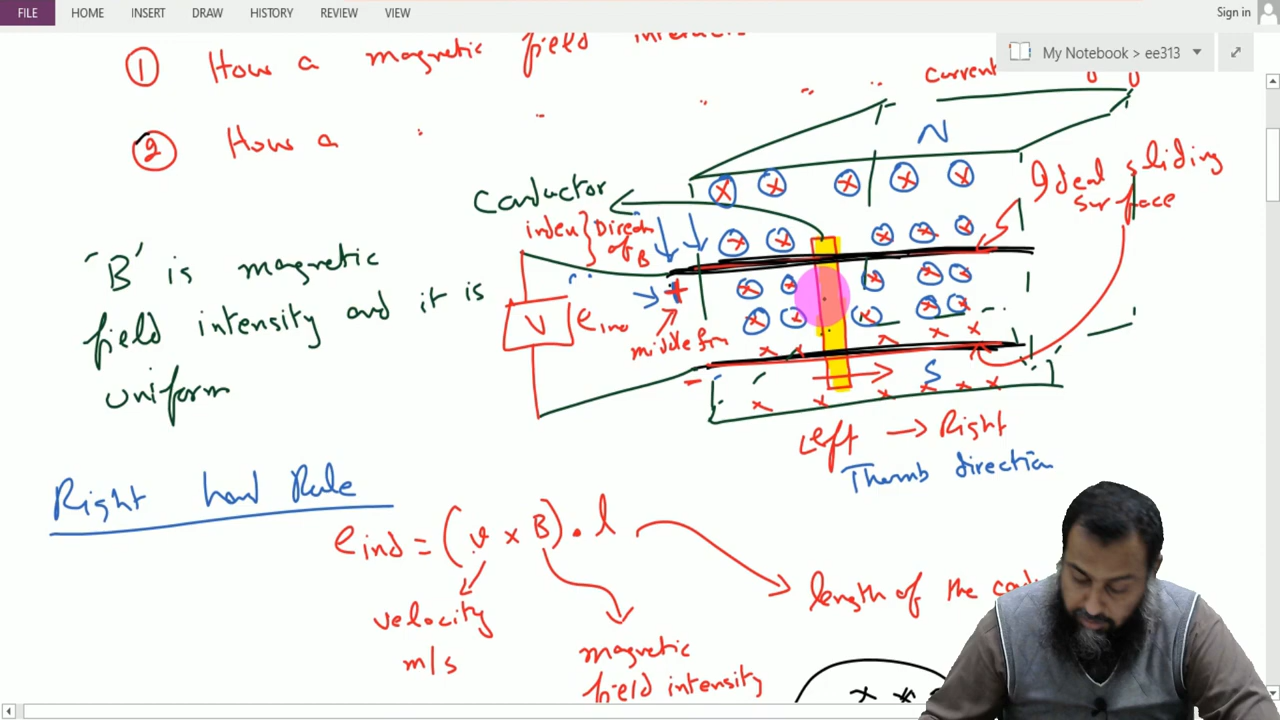 FILE HOME INSERT DRAW HISTORY REVIEW VIEW Sign in
My Notebook > ee313
① How a magnetic field
Current
② How a
N
Ideal sliding
surface
Conductor
index } Direction
of B
'B' is magnetic
field intensity and it is
uniform
+
V eind
middle fin
-
S
Left → Right
Thumb direction
Right hand Rule
eind = (v × B) • l
velocity
m/s
magnetic
field intensity
length of the